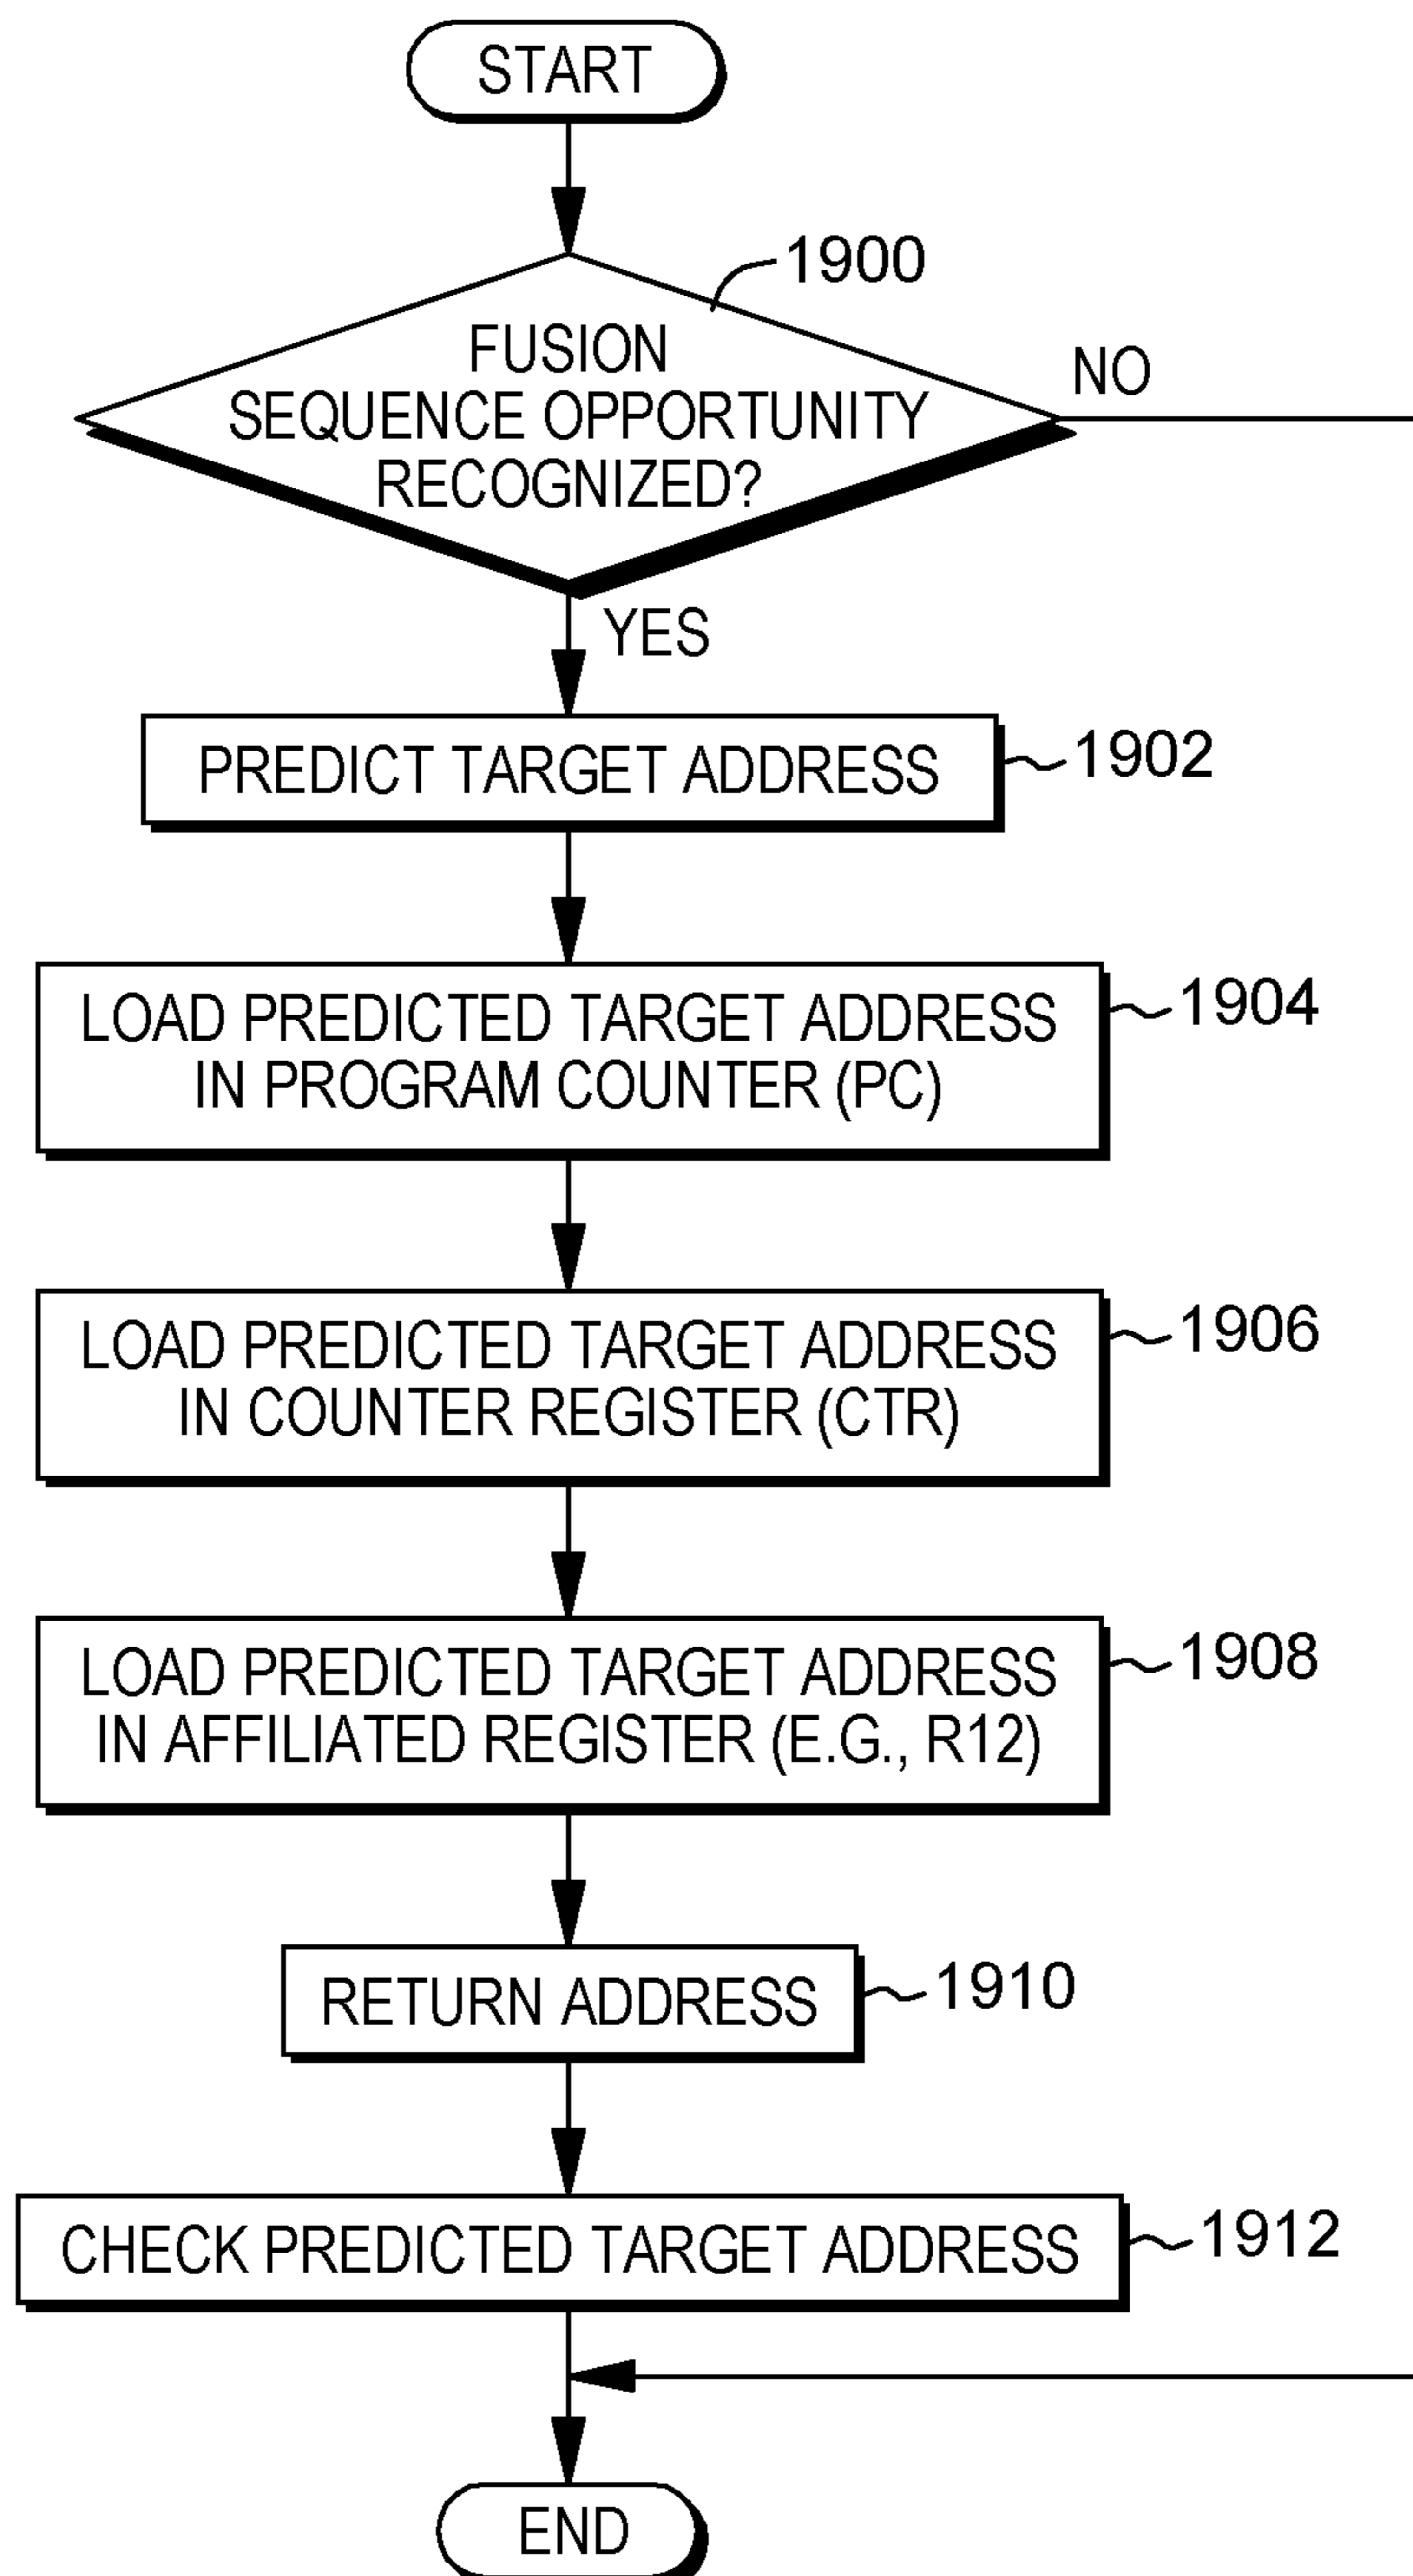 START
1900
FUSION
SEQUENCE OPPORTUNITY
RECOGNIZED?
NO
YES
PREDICT TARGET ADDRESS
1902
LOAD PREDICTED TARGET ADDRESS
IN PROGRAM COUNTER (PC)
1904
LOAD PREDICTED TARGET ADDRESS
IN COUNTER REGISTER (CTR)
1906
LOAD PREDICTED TARGET ADDRESS
IN AFFILIATED REGISTER (E.G., R12)
1908
RETURN ADDRESS
1910
CHECK PREDICTED TARGET ADDRESS
1912
END